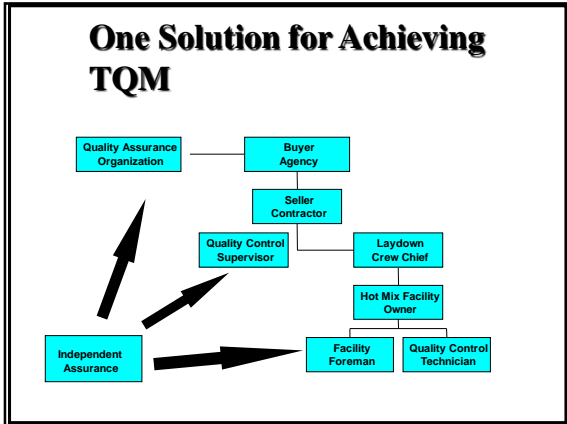 One Solution for Achieving
TQM
Quality Assurance
Organization
Buyer
Agency
Seller
Contractor
Quality Control
Supervisor
Laydown
Crew Chief
Hot Mix Facility
Owner
Independent
Assurance
Facility
Foreman
Quality Control
Technician